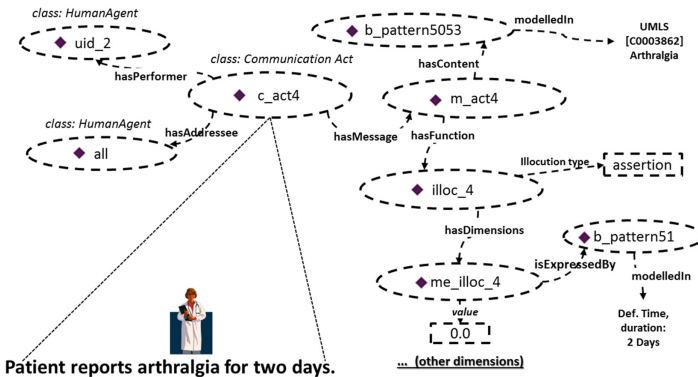 class: HumanAgent
uid_2
hasPerformer
class: Communication Act
c_act4
class: HumanAgent
hasAddressee
all
hasMessage
b_pattern5053
modelledIn
UMLS
[C0003862]
Arthralgia
hasContent
m_act4
hasFunction
illoc_4
Illocution type
assertion
hasDimensions
me_illoc_4
isExpressedBy
b_pattern51
modelledIn
Def. Time,
duration:
2 Days
value
0.0
... (other dimensions)
Patient reports arthralgia for two days.